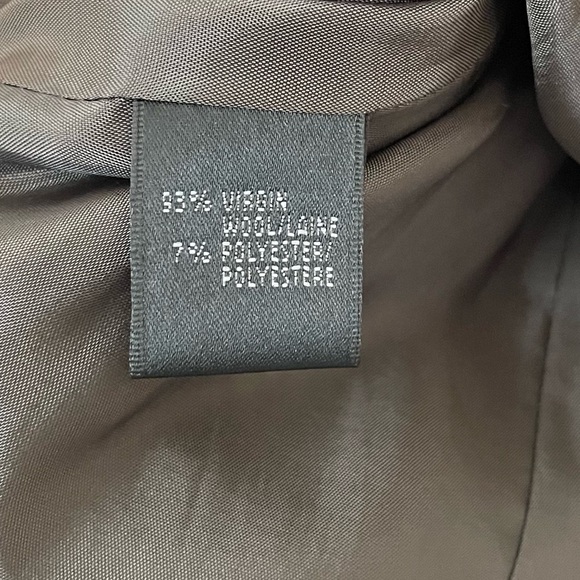 93% VIRGIN
WOOL/LAINE
7% POLYESTER/
POLYESTERE